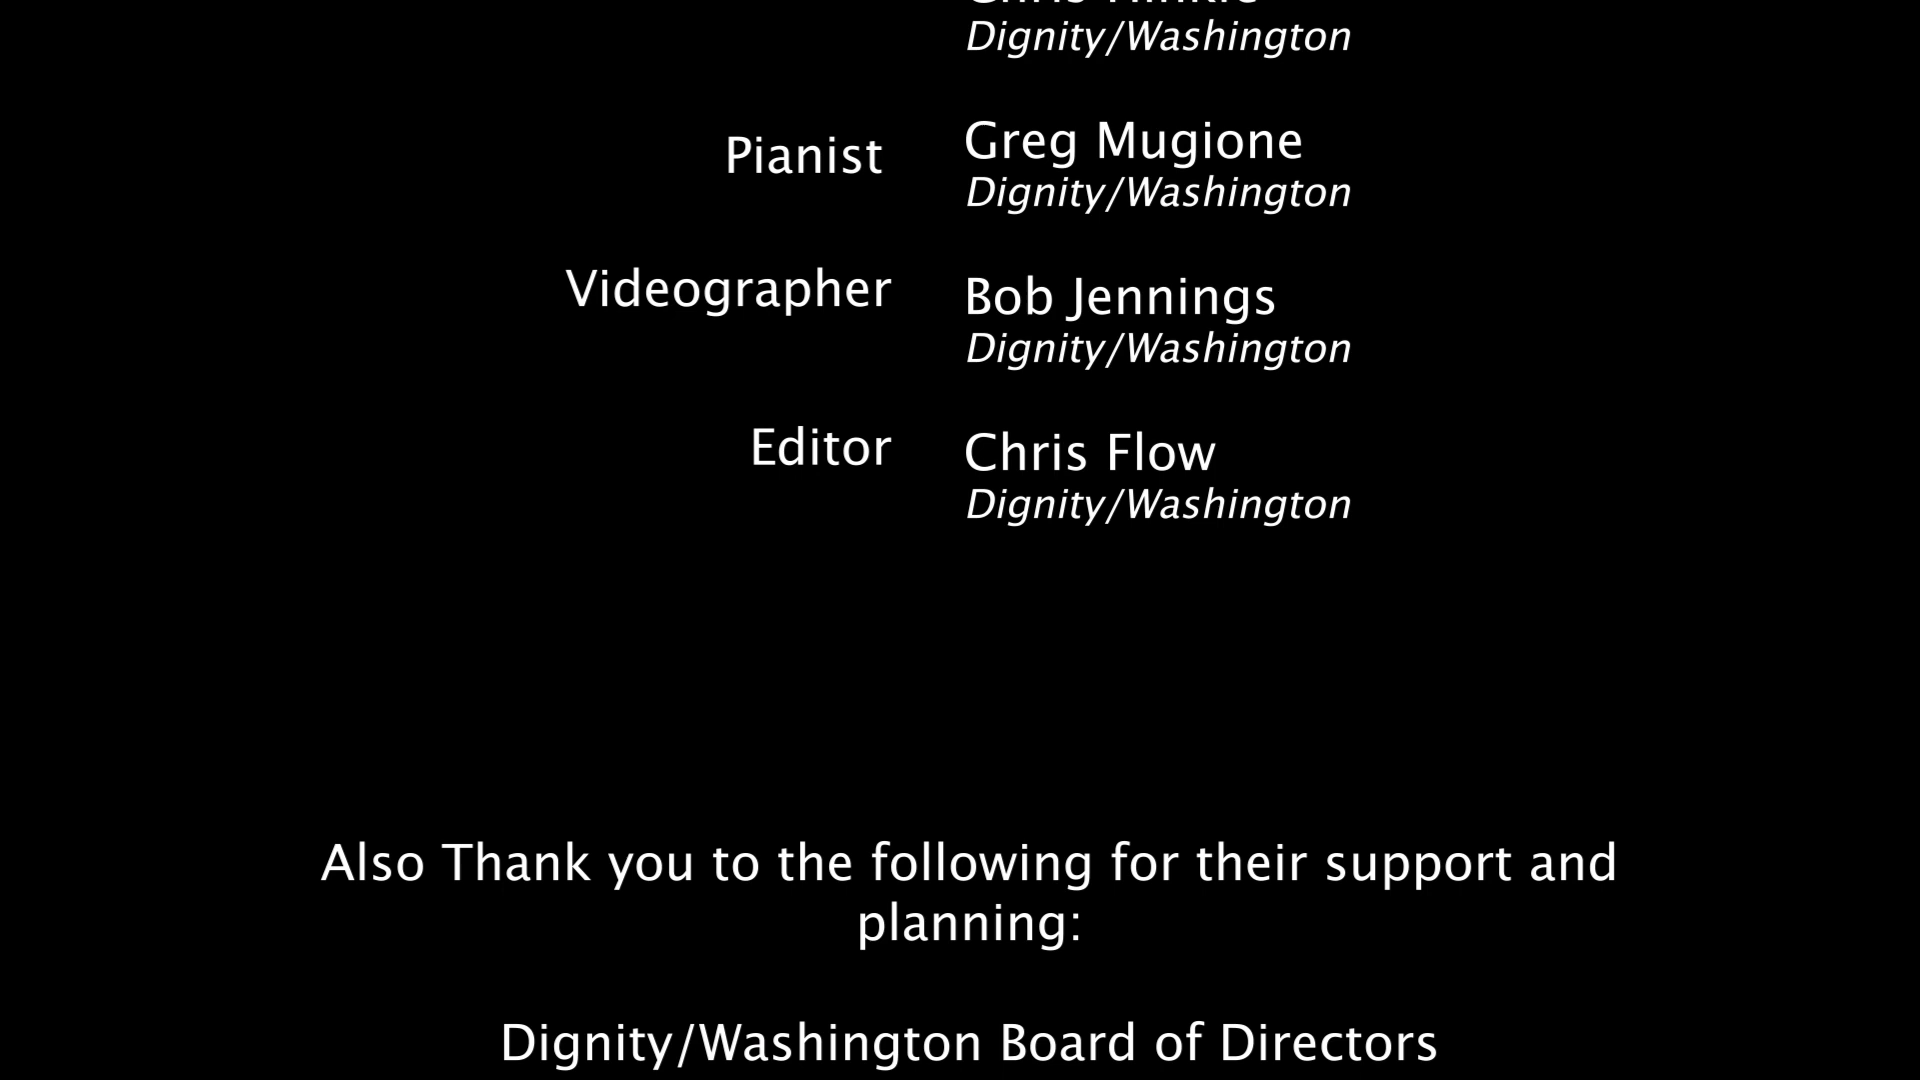 Dignity/Washington
Pianist Greg Mugione
Dignity/Washington
Videographer Bob Jennings
Dignity/Washington
Editor Chris Flow
Dignity/Washington
Also Thank you to the following for their support and
planning:
Dignity/Washington Board of Directors